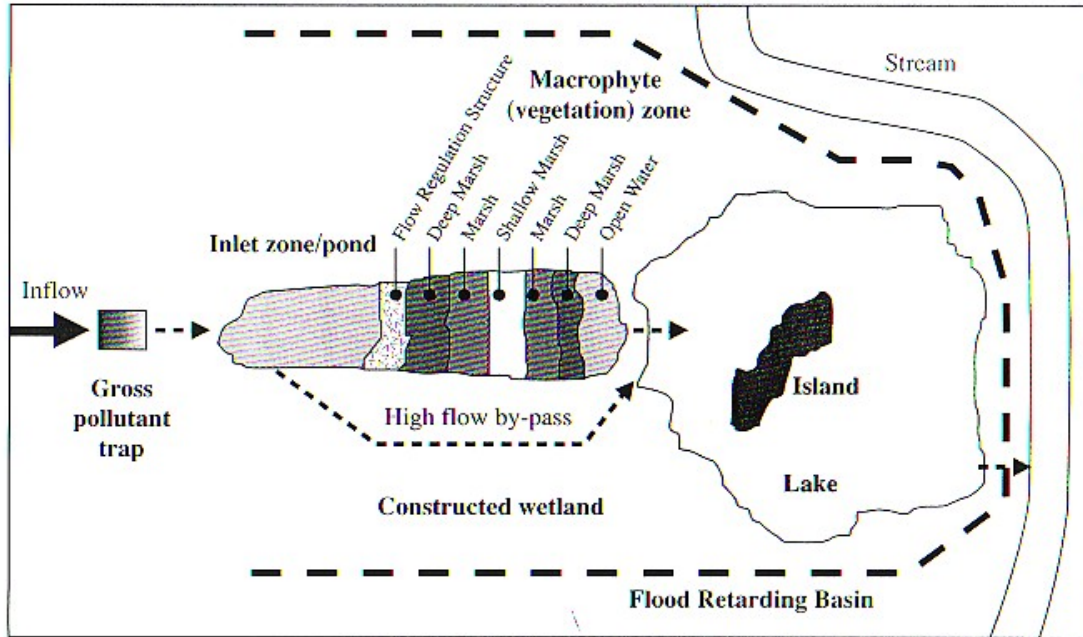 Stream
Macrophyte
(vegetation) zone
Flow Regulation Structure
Deep Marsh
Marsh
Shallow Marsh
Marsh
Deep Marsh
Open Water
Inlet zone/pond
Inflow
Gross
pollutant
trap
High flow by-pass
Island
Lake
Constructed wetland
Flood Retarding Basin